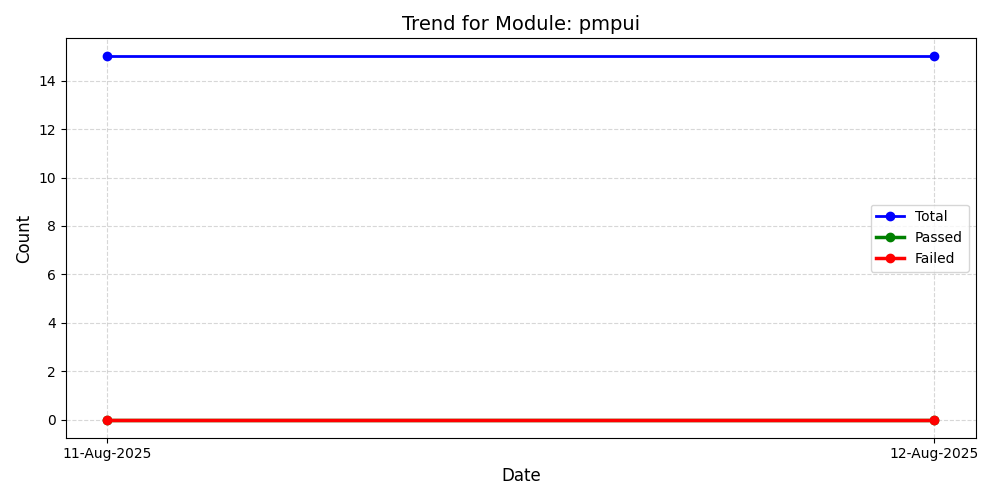 Trend for Module: pmpui
Count
14
12
10
8
6
4
2
0
Total
Passed
Failed
11-Aug-2025
12-Aug-2025
Date